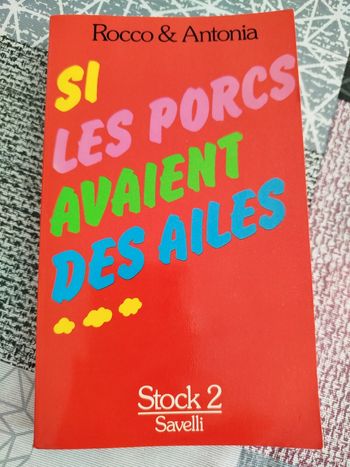 Rocco & Antonia
SI
LES PORCS
AVAIENT
DES AILES
...
Stock 2
Savelli